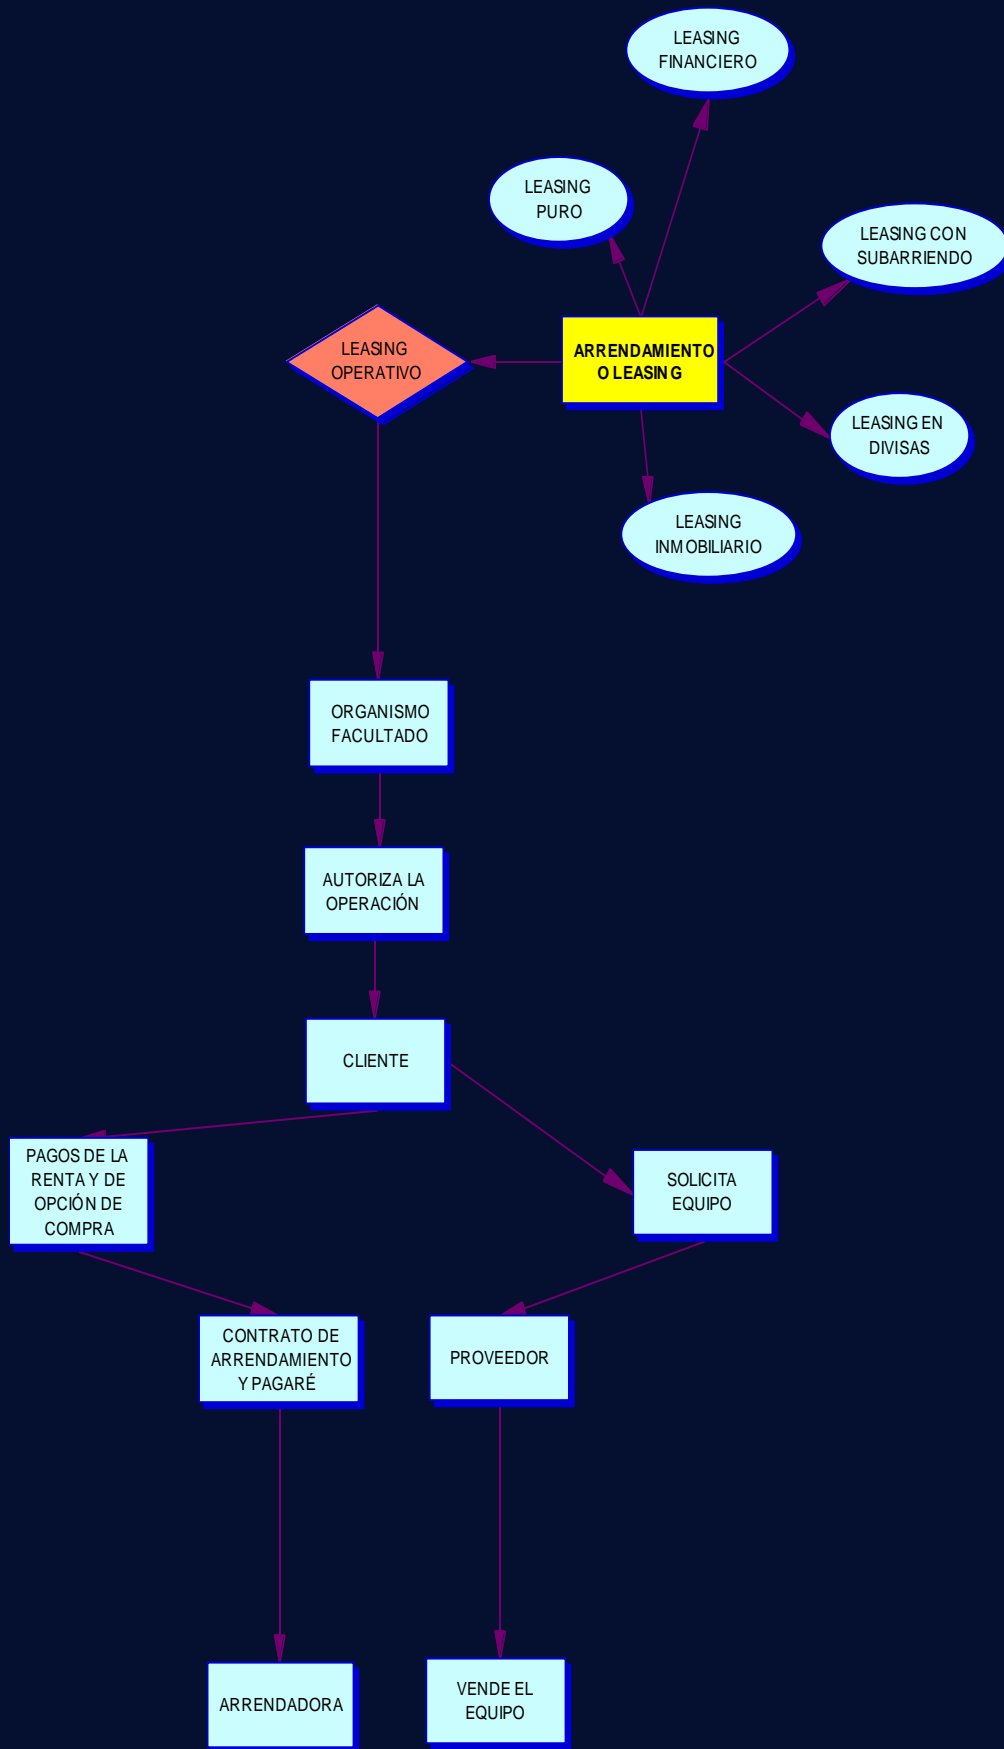 LEASING
FINANCIERO
LEASING
PURO
LEASING CON
SUBARRIENDO
LEASING
OPERATIVO
ARRENDAMIENTO
O LEASING
LEASING EN
DIVISAS
LEASING
INMOBILIARIO
ORGANISMO
FACULTADO
AUTORIZA LA
OPERACIÓN
CLIENTE
PAGOS DE LA
RENTA Y DE
OPCIÓN DE
COMPRA
SOLICITA
EQUIPO
CONTRATO DE
ARRENDAMIENTO
Y PAGARÉ
PROVEEDOR
ARRENDADORA
VENDE EL
EQUIPO